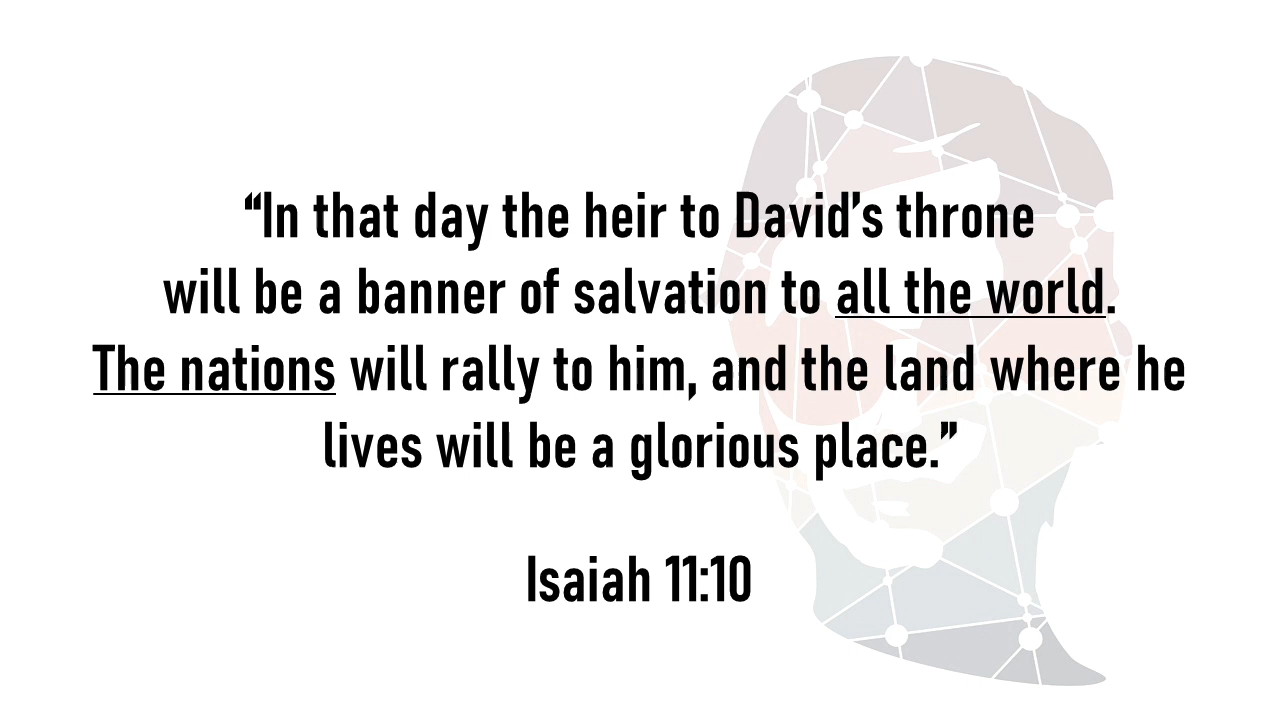 “In that day the heir to David’s throne
will be a banner of salvation to all the world.
The nations will rally to him, and the land where he
lives will be a glorious place.”
Isaiah 11:10